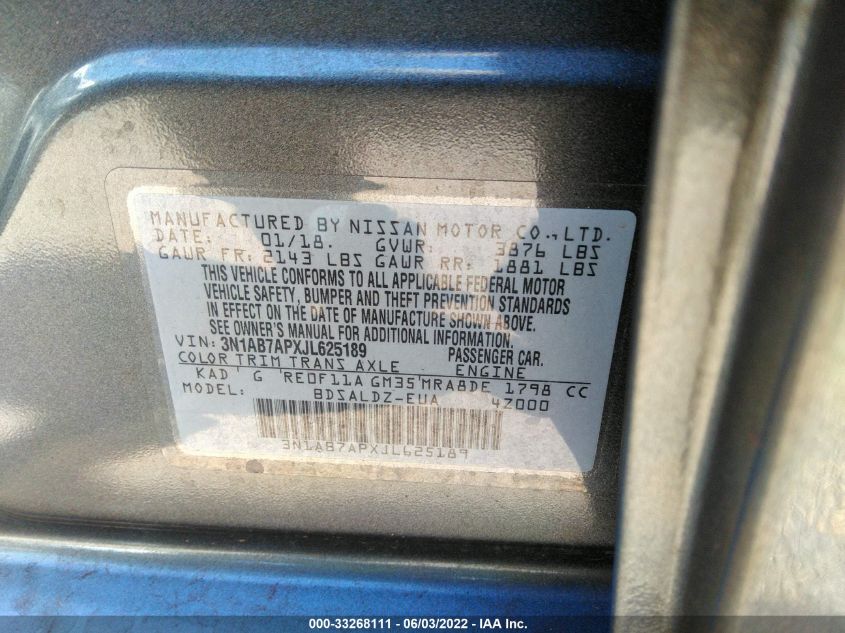 MANUFACTURED BY NISSAN MOTOR CO.,LTD.
DATE: 01/18. GVWR: 3876 LBS
GAWR FR: 2143 LBS GAWR RR: 1881 LBS
THIS VEHICLE CONFORMS TO ALL APPLICABLE FEDERAL MOTOR
VEHICLE SAFETY, BUMPER AND THEFT PREVENTION STANDARDS
IN EFFECT ON THE DATE OF MANUFACTURE SHOWN ABOVE.
SEE OWNER'S MANUAL FOR ADDITIONAL INFORMATION.
VIN: 3N1AB7APXJL625189 PASSENGER CAR.
COLOR TRIM TRANS AXLE ENGINE
KAD G RE0F11A GM35 MRA8DE 1798 CC
MODEL: BDSALDZ-EUA 4Z000
3N1AB7APXJL625189
000-33268111 - 06/03/2022 - IAA Inc.